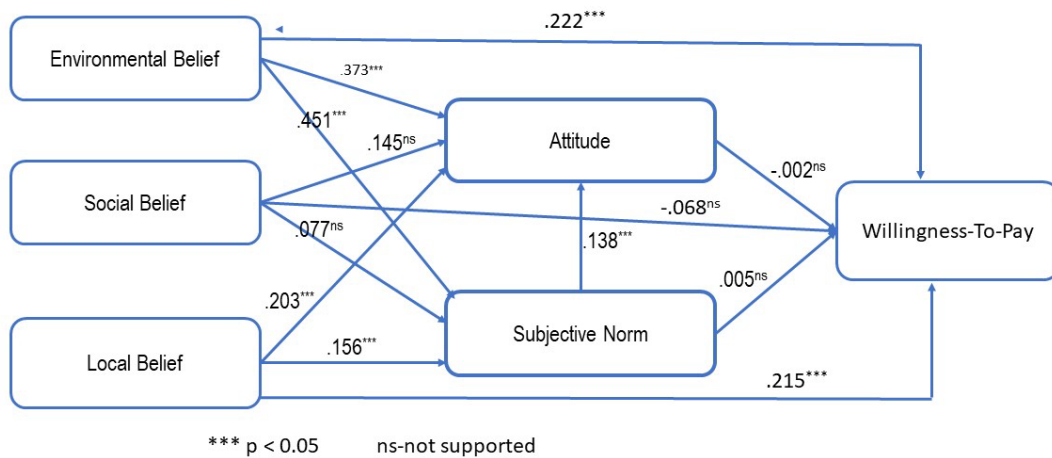 .222***
Environmental Belief
.373***
.451***
.145ns
Attitude
-.002ns
Social Belief
-.068ns
.077ns
.138***
Willingness-To-Pay
.005ns
.203***
Subjective Norm
.156***
Local Belief
.215***
*** p < 0.05 ns-not supported